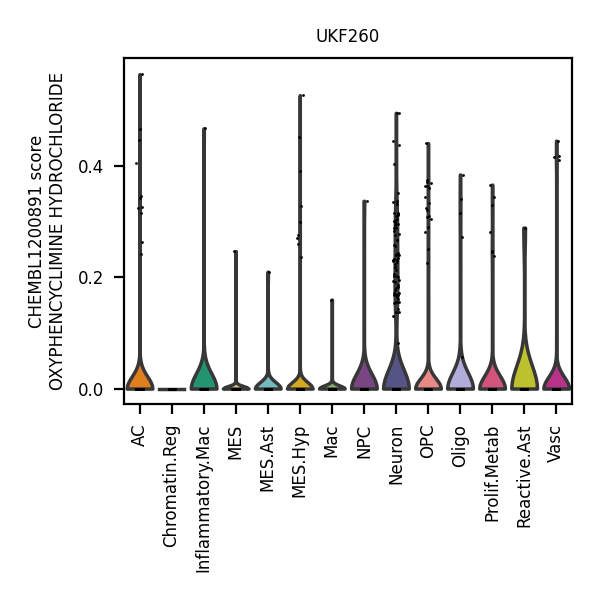 UKF260
CHEMBL1200891 score
OXYPHENCYCLIMINE HYDROCHLORIDE
0.4
0.2
0.0
AC
Chromatin.Reg
Inflammatory.Mac
MES
MES.Ast
MES.Hyp
Mac
NPC
Neuron
OPC
Oligo
Prolif.Metab
Reactive.Ast
Vasc